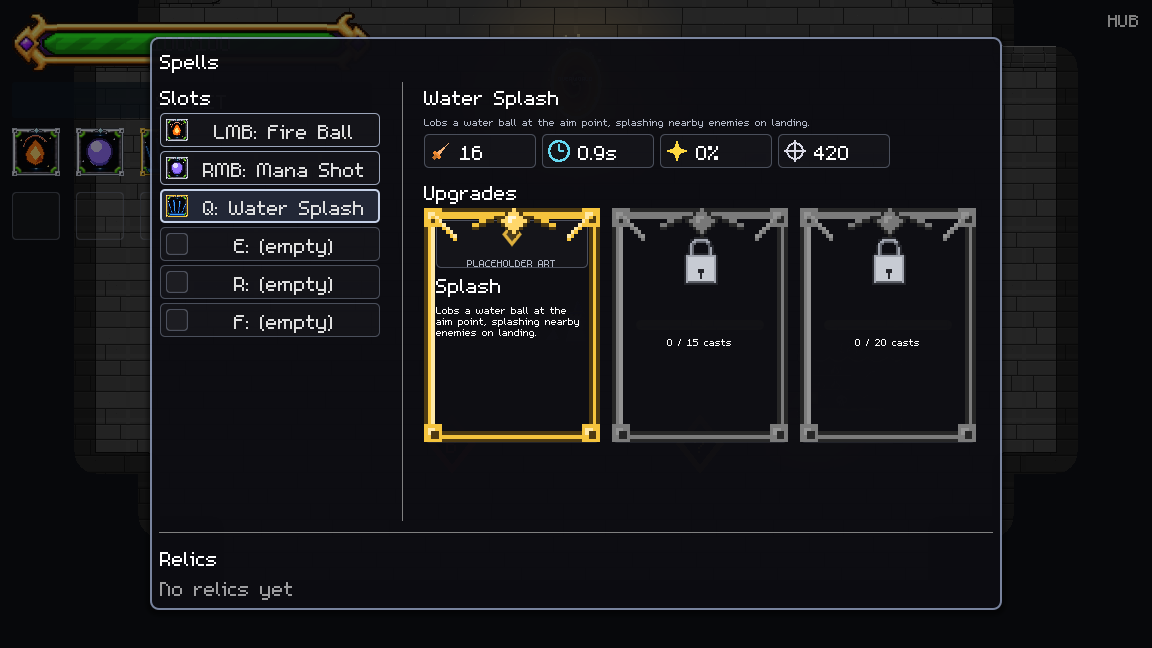 HUB
Spells
Slots
LMB: Fire Ball
RMB: Mana Shot
Q: Water Splash
E: (empty)
R: (empty)
F: (empty)
Water Splash
Lobs a water ball at the aim point, splashing nearby enemies on landing.
16
0.9s
0%
420
Upgrades
PLACEHOLDER ART
Splash
Lobs a water ball at the
aim point, splashing nearby
enemies on landing.
0 / 15 casts
0 / 20 casts
Relics
No relics yet